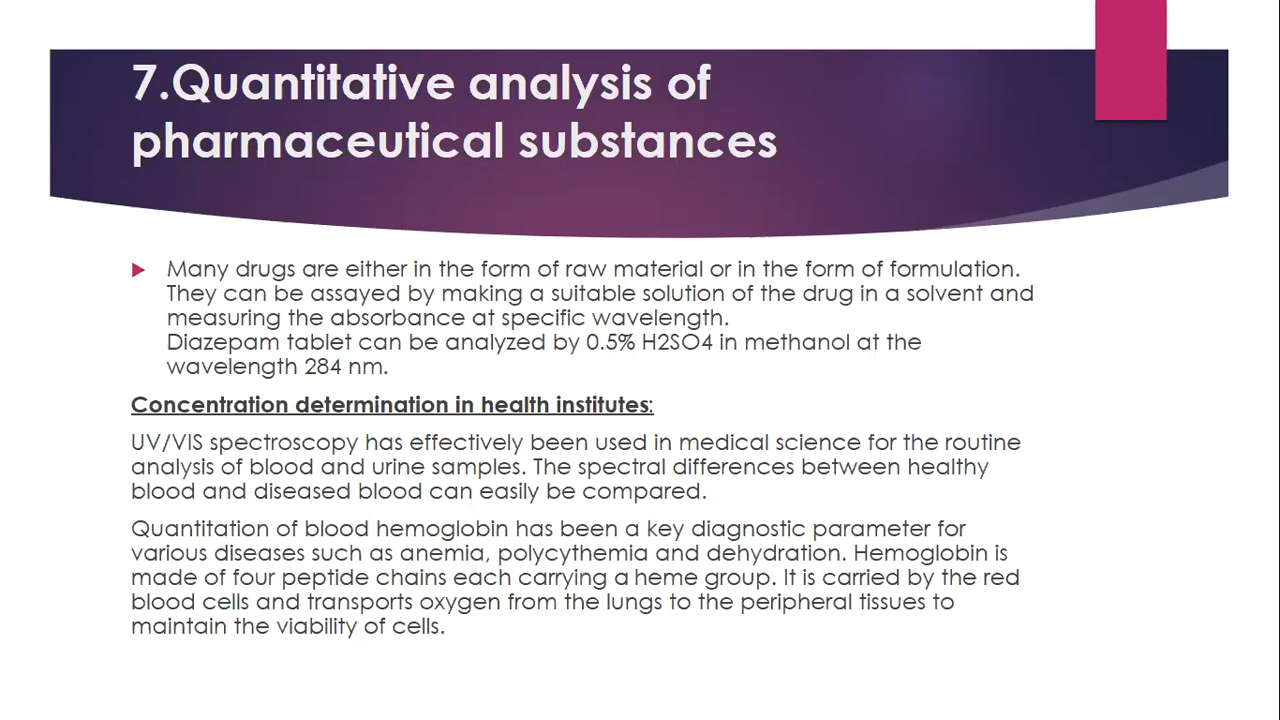 7.Quantitative analysis of
pharmaceutical substances
Many drugs are either in the form of raw material or in the form of formulation.
They can be assayed by making a suitable solution of the drug in a solvent and
measuring the absorbance at specific wavelength.
Diazepam tablet can be analyzed by 0.5% H2SO4 in methanol at the
wavelength 284 nm.
Concentration determination in health institutes:
UV/VIS spectroscopy has effectively been used in medical science for the routine
analysis of blood and urine samples. The spectral differences between healthy
blood and diseased blood can easily be compared.
Quantitation of blood hemoglobin has been a key diagnostic parameter for
various diseases such as anemia, polycythemia and dehydration. Hemoglobin is
made of four peptide chains each carrying a heme group. It is carried by the red
blood cells and transports oxygen from the lungs to the peripheral tissues to
maintain the viability of cells.